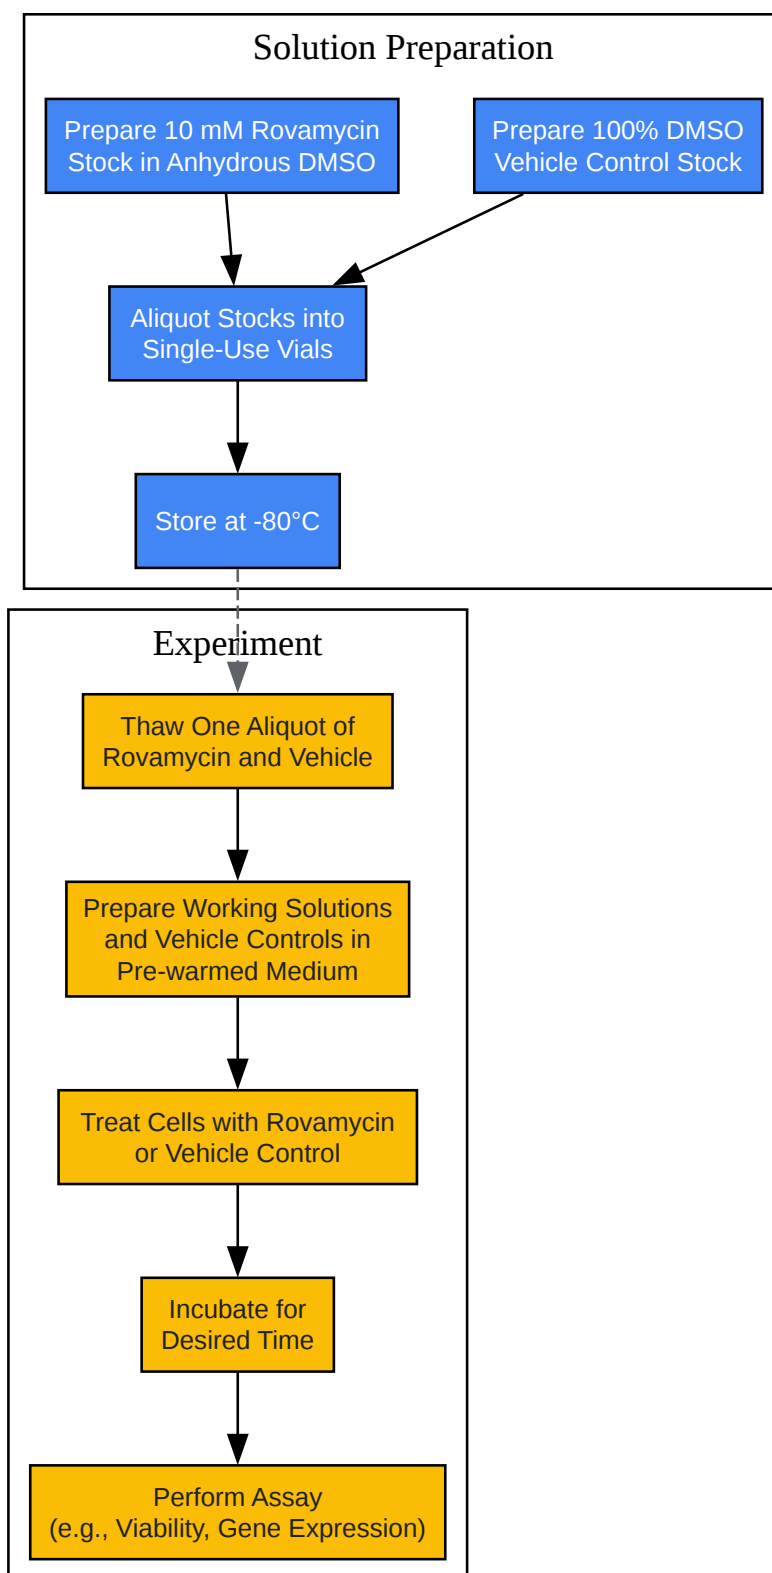 Solution Preparation
Prepare 10 mM Rovamycin
Stock in Anhydrous DMSO
Prepare 100% DMSO
Vehicle Control Stock
Aliquot Stocks into
Single-Use Vials
Store at -80°C
Experiment
Thaw One Aliquot of
Rovamycin and Vehicle
Prepare Working Solutions
and Vehicle Controls in
Pre-warmed Medium
Treat Cells with Rovamycin
or Vehicle Control
Incubate for
Desired Time
Perform Assay
(e.g., Viability, Gene Expression)